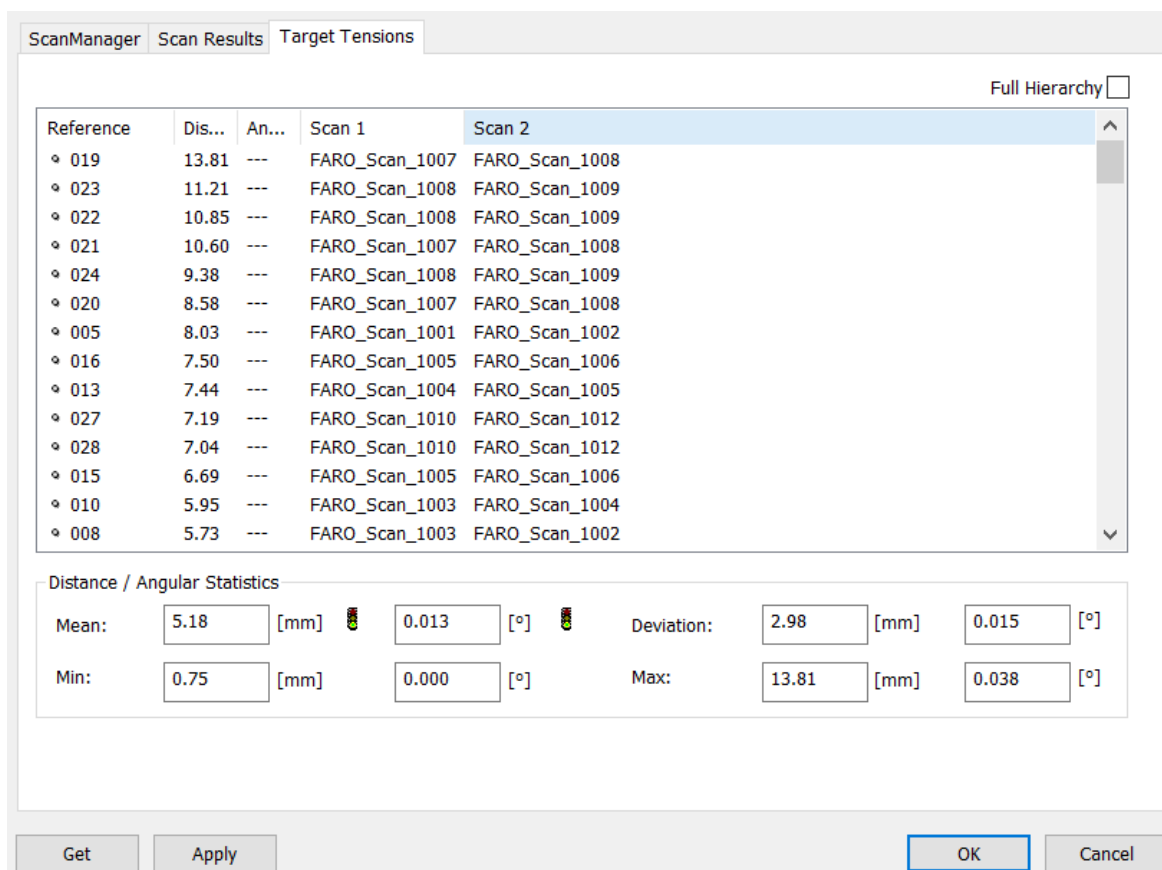 ScanManager Scan Results Target Tensions
Full Hierarchy
Reference Dis... An... Scan 1 Scan 2
019 13.81 --- FARO_Scan_1007 FARO_Scan_1008
023 11.21 --- FARO_Scan_1008 FARO_Scan_1009
022 10.85 --- FARO_Scan_1008 FARO_Scan_1009
021 10.60 --- FARO_Scan_1007 FARO_Scan_1008
024 9.38 --- FARO_Scan_1008 FARO_Scan_1009
020 8.58 --- FARO_Scan_1007 FARO_Scan_1008
005 8.03 --- FARO_Scan_1001 FARO_Scan_1002
016 7.50 --- FARO_Scan_1005 FARO_Scan_1006
013 7.44 --- FARO_Scan_1004 FARO_Scan_1005
027 7.19 --- FARO_Scan_1010 FARO_Scan_1012
028 7.04 --- FARO_Scan_1010 FARO_Scan_1012
015 6.69 --- FARO_Scan_1005 FARO_Scan_1006
010 5.95 --- FARO_Scan_1003 FARO_Scan_1004
008 5.73 --- FARO_Scan_1003 FARO_Scan_1002
Distance / Angular Statistics
Mean: 5.18 [mm] 0.013 [º] Deviation: 2.98 [mm] 0.015 [º]
Min: 0.75 [mm] 0.000 [º] Max: 13.81 [mm] 0.038 [º]
Get Apply OK Cancel